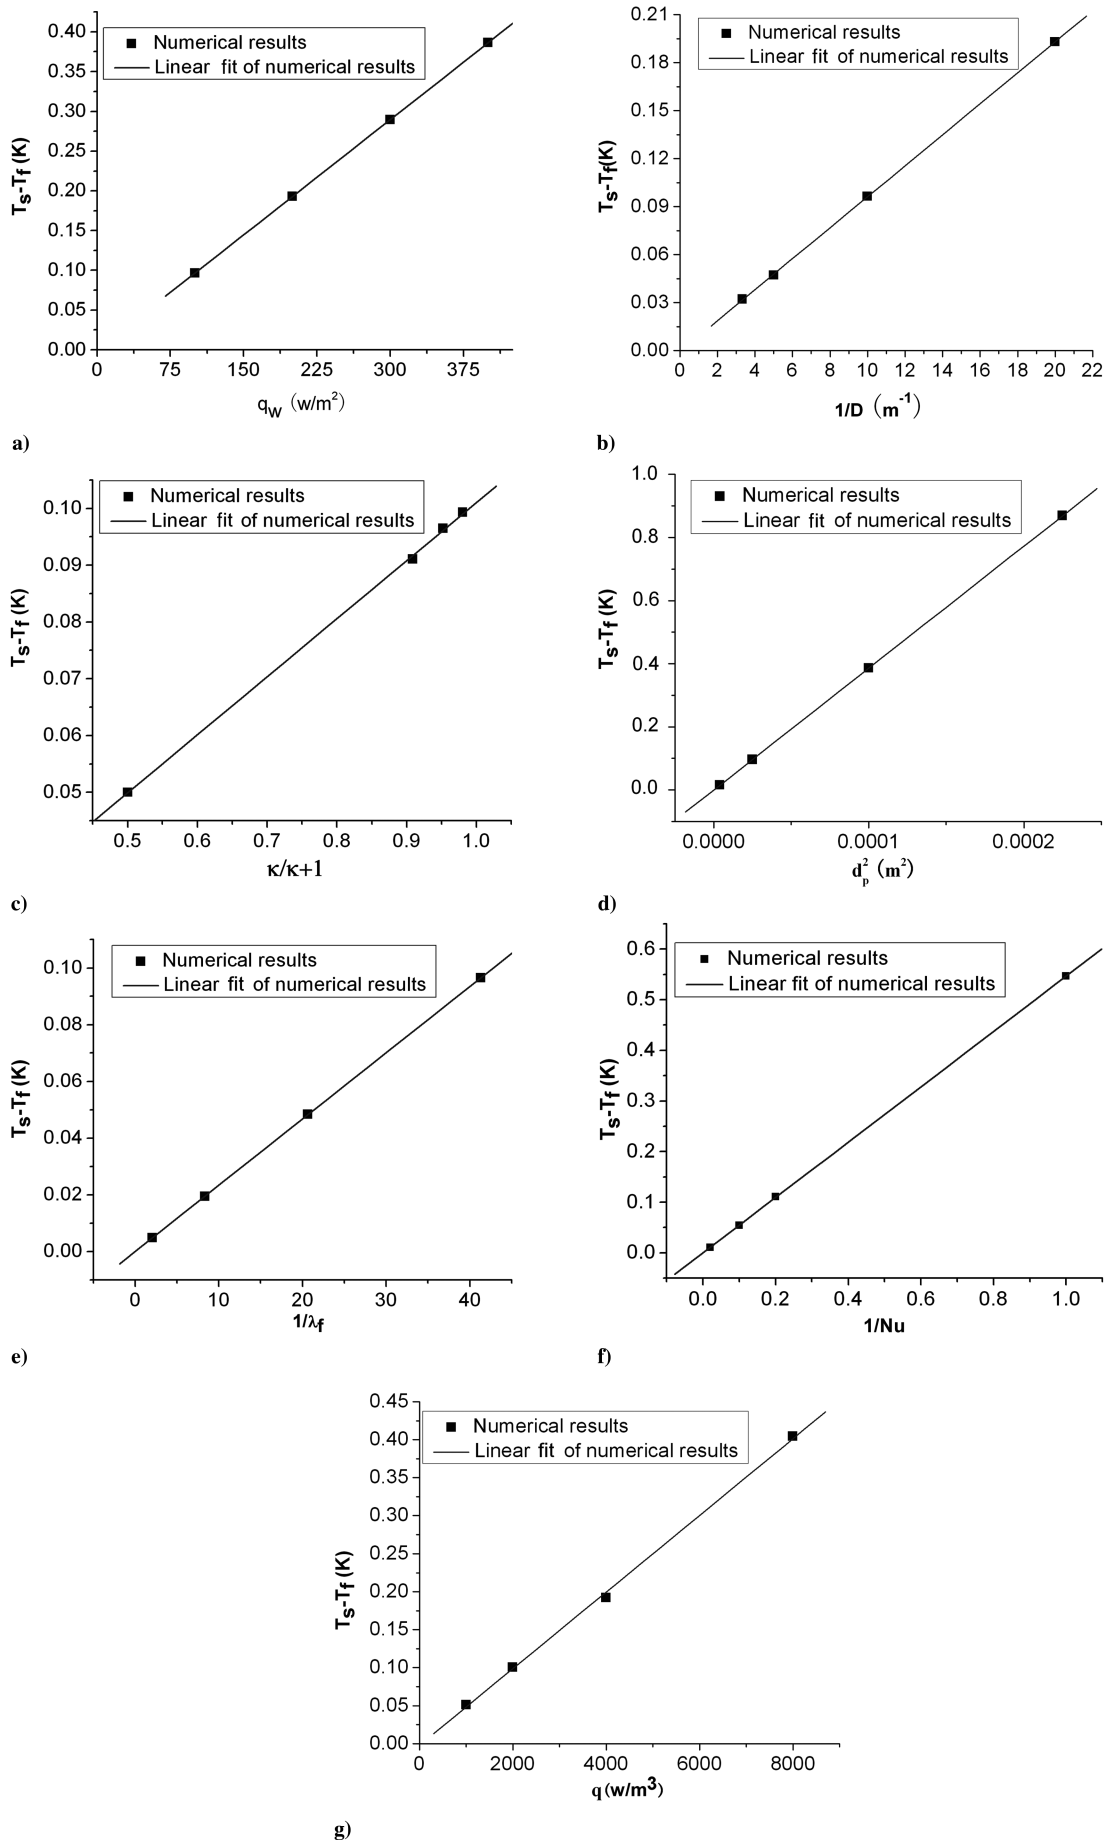 0.40
0.35
0.30
0.25
0.20
0.15
0.10
0.05
0.00
Tₛ-T_f (K)
Numerical results
Linear fit of numerical results
0 75 150 225 300 375
q_w (w/m²)
a)
0.21
0.18
0.15
0.12
0.09
0.06
0.03
0.00
Tₛ-T_f(K)
Numerical results
Linear fit of numerical results
0 2 4 6 8 10 12 14 16 18 20 22
1/D (m⁻¹)
b)
0.10
0.09
0.08
0.07
0.06
0.05
Tₛ-T_f (K)
Numerical results
Linear fit of numerical results
0.5 0.6 0.7 0.8 0.9 1.0
κ/κ+1
c)
1.0
0.8
0.6
0.4
0.2
0.0
Tₛ-T_f (K)
Numerical results
Linear fit of numerical results
0.0000 0.0001 0.0002
d_p² (m²)
d)
0.10
0.08
0.06
0.04
0.02
0.00
Tₛ-T_f (K)
Numerical results
Linear fit of numerical results
0 10 20 30 40
1/λ_f
e)
0.6
0.5
0.4
0.3
0.2
0.1
0.0
Tₛ-T_f (K)
Numerical results
Linear fit of numerical results
0.0 0.2 0.4 0.6 0.8 1.0
1/Nu
f)
0.45
0.40
0.35
0.30
0.25
0.20
0.15
0.10
0.05
0.00
Tₛ-T_f (K)
Numerical results
Linear fit of numerical results
0 2000 4000 6000 8000
q(w/m³)
g)